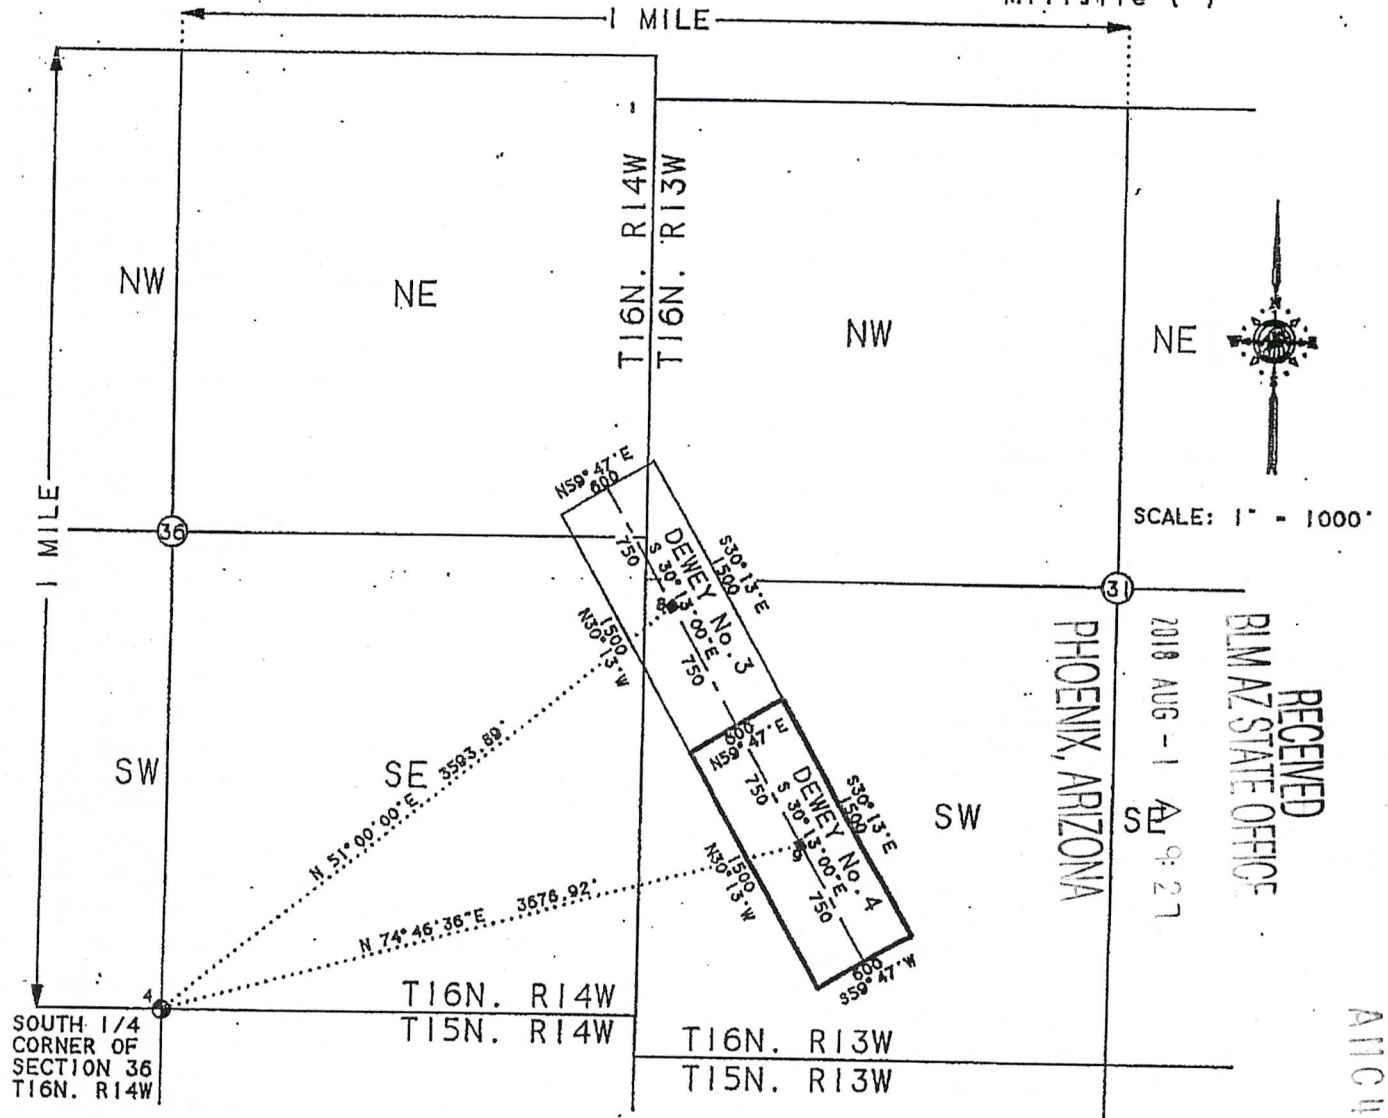 1 MILE
1 MILE
T16N. R14W
T16N. R13W
NW
NE
NW
NE
SCALE: 1" = 1000'
36
31
N59°47'E
600
DEWEY No. 3
S 30°13'00"E
750
750
S30°13'E
1500
1500
N30°13'W
8
600
N59°47'E
DEWEY No. 4
S 30°13'00"E
750
750
S30°13'E
1500
1500
N30°13'W
9
600
S59°47'W
SW
SE
SW
SE
N 51°00'00"E 3593.89'
N 74°46'36"E 3676.92'
4
SOUTH 1/4
CORNER OF
SECTION 36
T16N. R14W
T16N. R14W
T15N. R14W
T16N. R13W
T15N. R13W
RECEIVED
BLM AZ STATE OFFICE
2018 AUG -1 A 9:27
PHOENIX, ARIZONA